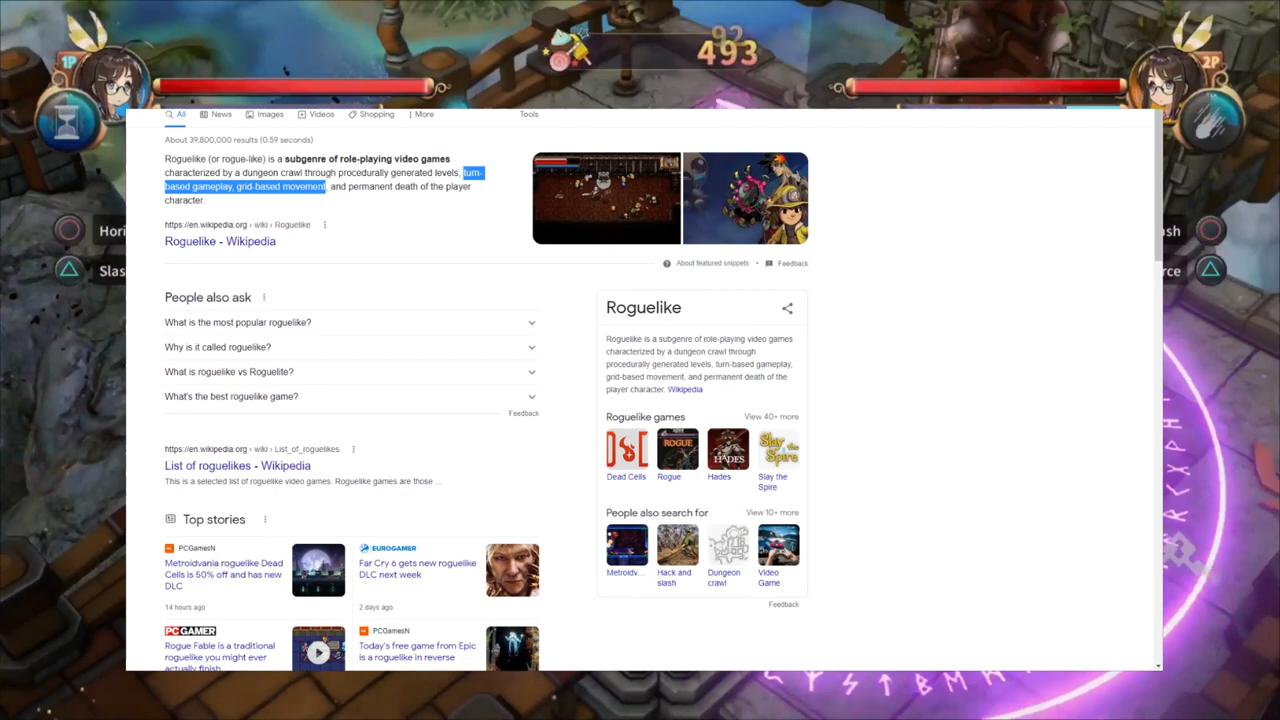 1P
493
2P
All
News
Images
Videos
Shopping
More
Tools
About 39,800,000 results (0.59 seconds)
Roguelike (or rogue-like) is a subgenre of role-playing video games
characterized by a dungeon crawl through procedurally generated levels, turn-
based gameplay, grid-based movement, and permanent death of the player
character.
https://en.wikipedia.org › wiki › Roguelike
Roguelike - Wikipedia
About featured snippets • Feedback
Hori
Slas
ash
rce
People also ask
What is the most popular roguelike?
Why is it called roguelike?
What is roguelike vs Roguelite?
What's the best roguelike game?
Feedback
https://en.wikipedia.org › wiki › List_of_roguelikes
List of roguelikes - Wikipedia
This is a selected list of roguelike video games. Roguelike games are those ...
Top stories
PCGamesN
Metroidvania roguelike Dead
Cells is 50% off and has new
DLC
14 hours ago
EUROGAMER
Far Cry 6 gets new roguelike
DLC next week
2 days ago
PC GAMER
Rogue Fable is a traditional
roguelike you might ever
actually finish
PCGamesN
Today's free game from Epic
is a roguelike in reverse
Roguelike
Roguelike is a subgenre of role-playing video games
characterized by a dungeon crawl through
procedurally generated levels, turn-based gameplay,
grid-based movement, and permanent death of the
player character. Wikipedia
Roguelike games
View 40+ more
ROGUE
HADES
Slay the Spire
Dead Cells
Rogue
Hades
Slay the
Spire
People also search for
View 10+ more
Metroidv...
Hack and
slash
Dungeon
crawl
Video
Game
Feedback